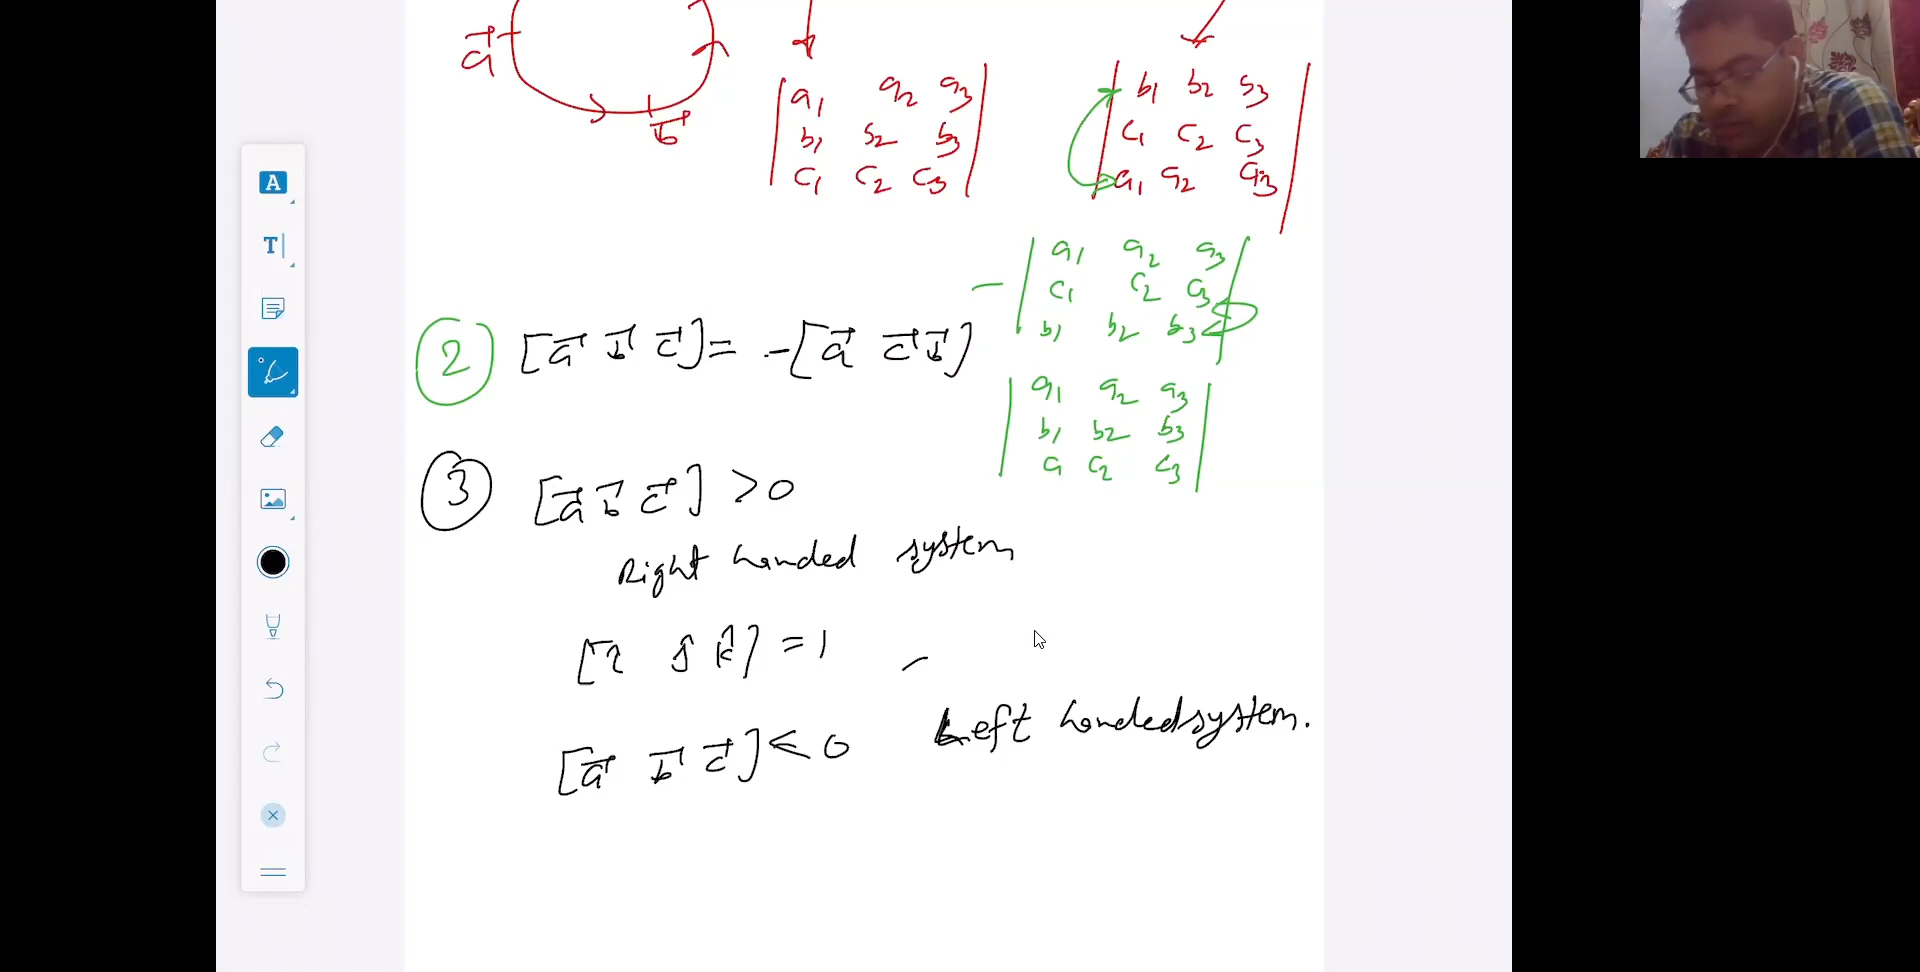 a⃗
b⃗
| a1 a2 a3 |
| b1 b2 b3 |
| c1 c2 c3 |
| b1 b2 b3 |
| c1 c2 c3 |
| a1 a2 a3 |
− | a1 a2 a3 |
| c1 c2 c3 |
| b1 b2 b3 |
② [a⃗ b⃗ c⃗] = -[a⃗ c⃗ b⃗]
| a1 a2 a3 |
| b1 b2 b3 |
| c1 c2 c3 |
③ [a⃗ b⃗ c⃗] > 0
Right handed system
[î ĵ k̂] = 1 −
[a⃗ b⃗ c⃗] < 0 Left handed system.
A
T